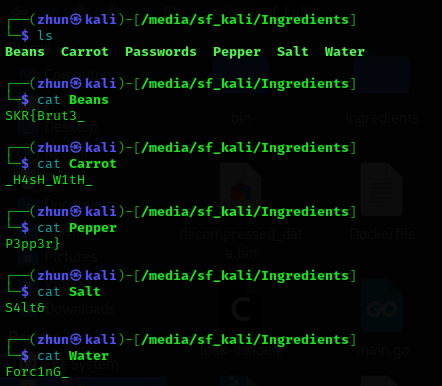 ┌──(zhun㉿kali)-[/media/sf_kali/Ingredients]
└─$ ls
Beans  Carrot  Passwords  Pepper  Salt  Water
┌──(zhun㉿kali)-[/media/sf_kali/Ingredients]
└─$ cat Beans
SKR{Brut3_
┌──(zhun㉿kali)-[/media/sf_kali/Ingredients]
└─$ cat Carrot
_H4sH_W1tH_
┌──(zhun㉿kali)-[/media/sf_kali/Ingredients]
└─$ cat Pepper
P3pp3r}
┌──(zhun㉿kali)-[/media/sf_kali/Ingredients]
└─$ cat Salt
S4lt&
┌──(zhun㉿kali)-[/media/sf_kali/Ingredients]
└─$ cat Water
Forc1nG_
bin
Ingredients
.decompressed_dat
a.bin
Dockerfile
Pictures
Downloads
main.go